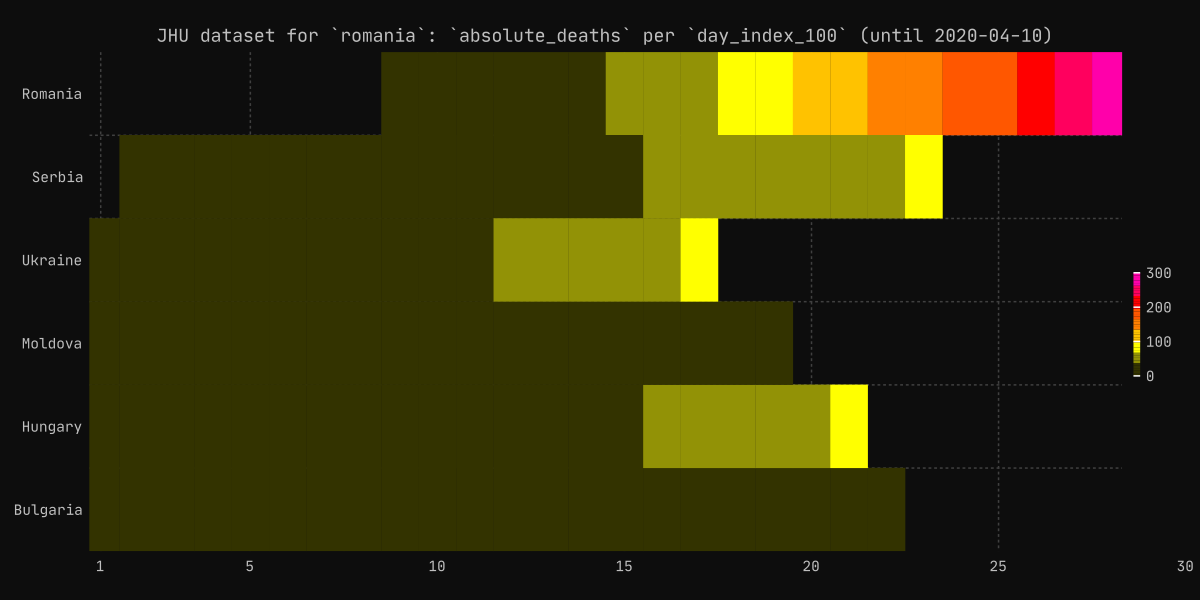 JHU dataset for `romania`: `absolute_deaths` per `day_index_100` (until 2020-04-10)
Romania
Serbia
Ukraine
Moldova
Hungary
Bulgaria
300
200
100
0
1 5 10 15 20 25 30